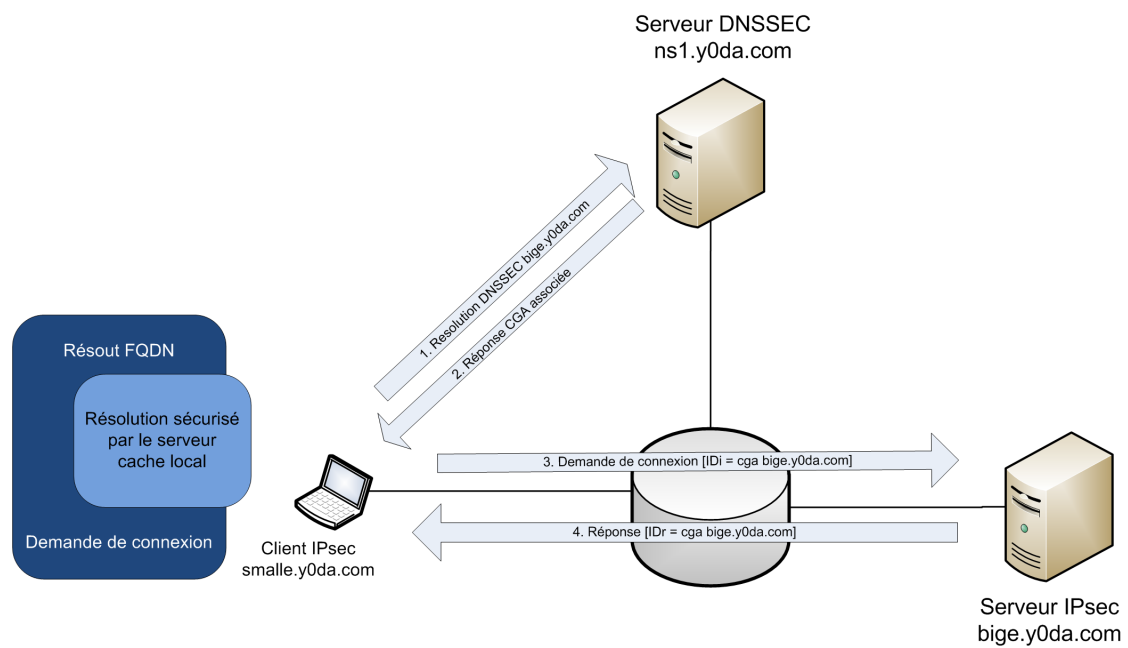 Serveur DNSSEC
ns1.y0da.com
1. Resolution DNSSEC bige.y0da.com
2. Réponse CGA associée
Résout FQDN
Résolution sécurisé
par le serveur
cache local
Demande de connexion
Client IPsec
smalle.y0da.com
3. Demande de connexion [IDi = cga bige.y0da.com]
4. Réponse [IDr = cga bige.y0da.com]
Serveur IPsec
bige.y0da.com